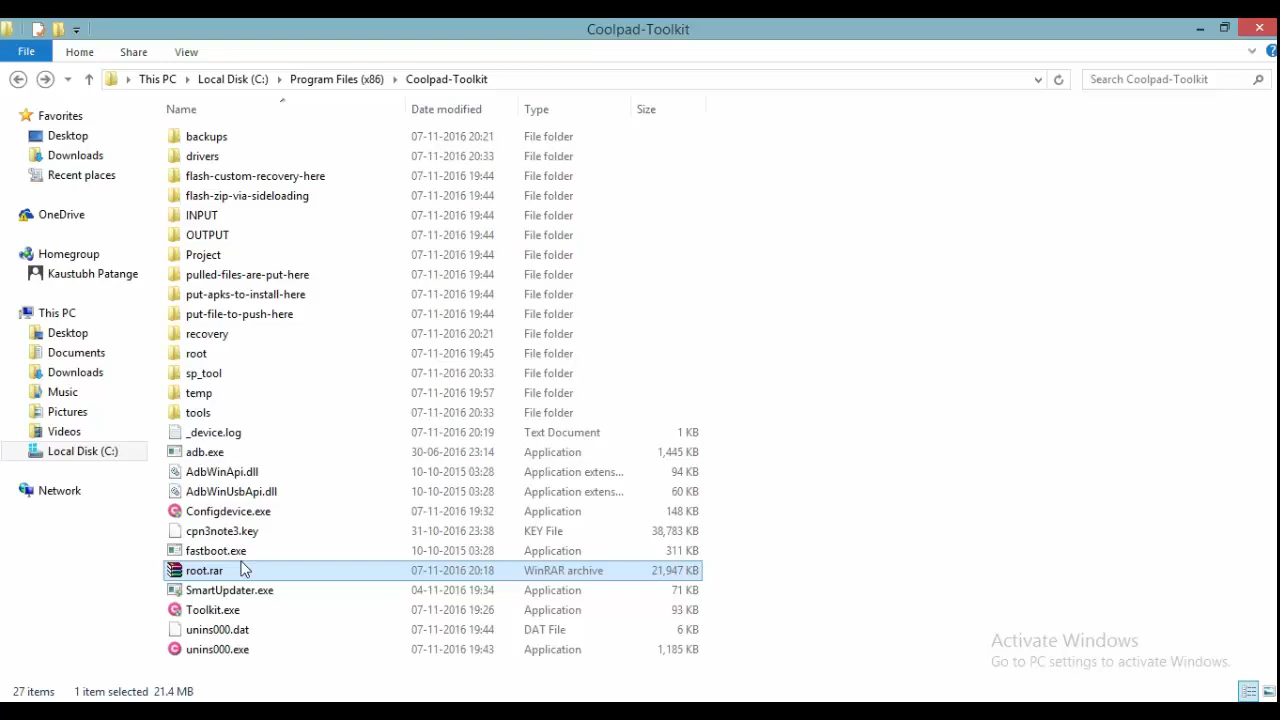 Coolpad-Toolkit
File Home Share View
This PC Local Disk (C:) Program Files (x86) Coolpad-Toolkit Search Coolpad-Toolkit
Favorites
Desktop
Downloads
Recent places
OneDrive
Homegroup
Kaustubh Patange
This PC
Desktop
Documents
Downloads
Music
Pictures
Videos
Local Disk (C:)
Network
Name Date modified Type Size
backups 07-11-2016 20:21 File folder
drivers 07-11-2016 20:33 File folder
flash-custom-recovery-here 07-11-2016 19:44 File folder
flash-zip-via-sideloading 07-11-2016 19:44 File folder
INPUT 07-11-2016 19:44 File folder
OUTPUT 07-11-2016 19:44 File folder
Project 07-11-2016 19:44 File folder
pulled-files-are-put-here 07-11-2016 19:44 File folder
put-apks-to-install-here 07-11-2016 19:44 File folder
put-file-to-push-here 07-11-2016 19:44 File folder
recovery 07-11-2016 20:21 File folder
root 07-11-2016 19:45 File folder
sp_tool 07-11-2016 20:33 File folder
temp 07-11-2016 19:57 File folder
tools 07-11-2016 20:33 File folder
_device.log 07-11-2016 20:19 Text Document 1 KB
adb.exe 30-06-2016 23:14 Application 1,445 KB
AdbWinApi.dll 10-10-2015 03:28 Application extens... 94 KB
AdbWinUsbApi.dll 10-10-2015 03:28 Application extens... 60 KB
Configdevice.exe 07-11-2016 19:32 Application 148 KB
cpn3note3.key 31-10-2016 23:38 KEY File 38,783 KB
fastboot.exe 10-10-2015 03:28 Application 311 KB
root.rar 07-11-2016 20:18 WinRAR archive 21,947 KB
SmartUpdater.exe 04-11-2016 19:39 Application 71 KB
Toolkit.exe 07-11-2016 19:26 Application 93 KB
unins000.dat 07-11-2016 19:44 DAT File 6 KB
unins000.exe 07-11-2016 19:43 Application 1,185 KB
Activate Windows
Go to PC settings to activate Windows.
27 items 1 item selected 21.4 MB